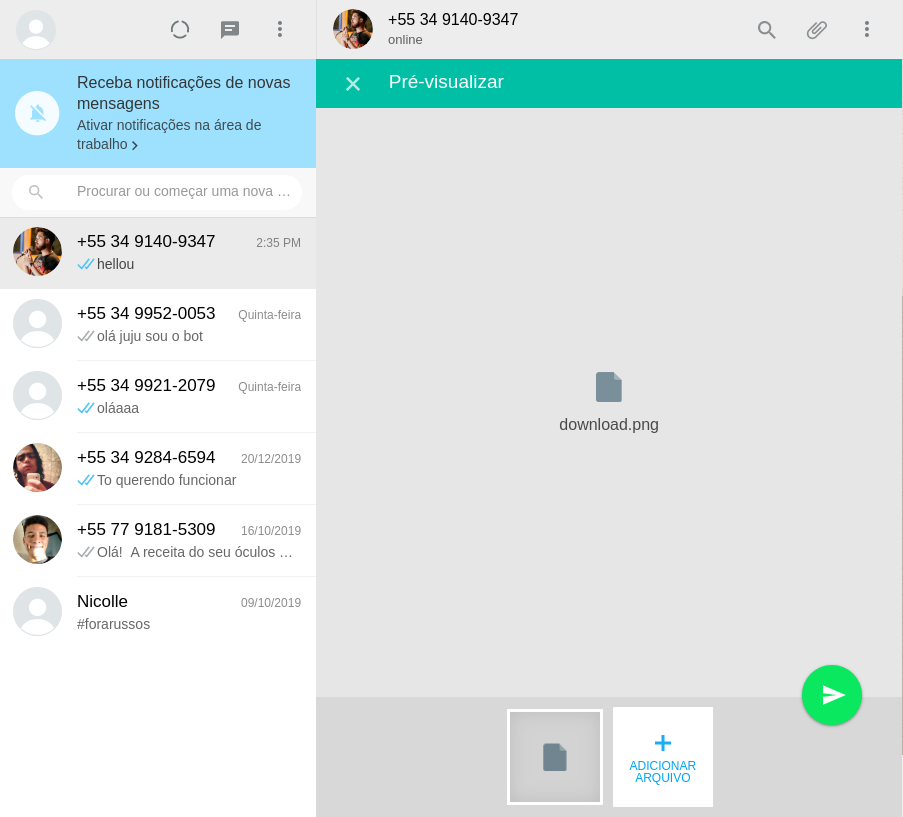 Receba notificações de novas
mensagens
Ativar notificações na área de
trabalho
Procurar ou começar uma nova …
+55 34 9140-9347
2:35 PM
hellou
+55 34 9952-0053
Quinta-feira
olá juju sou o bot
+55 34 9921-2079
Quinta-feira
oláaaa
+55 34 9284-6594
20/12/2019
To querendo funcionar
+55 77 9181-5309
16/10/2019
Olá!  A receita do seu óculos …
Nicolle
09/10/2019
#forarussos
+55 34 9140-9347
online
Pré-visualizar
download.png
ADICIONAR
ARQUIVO